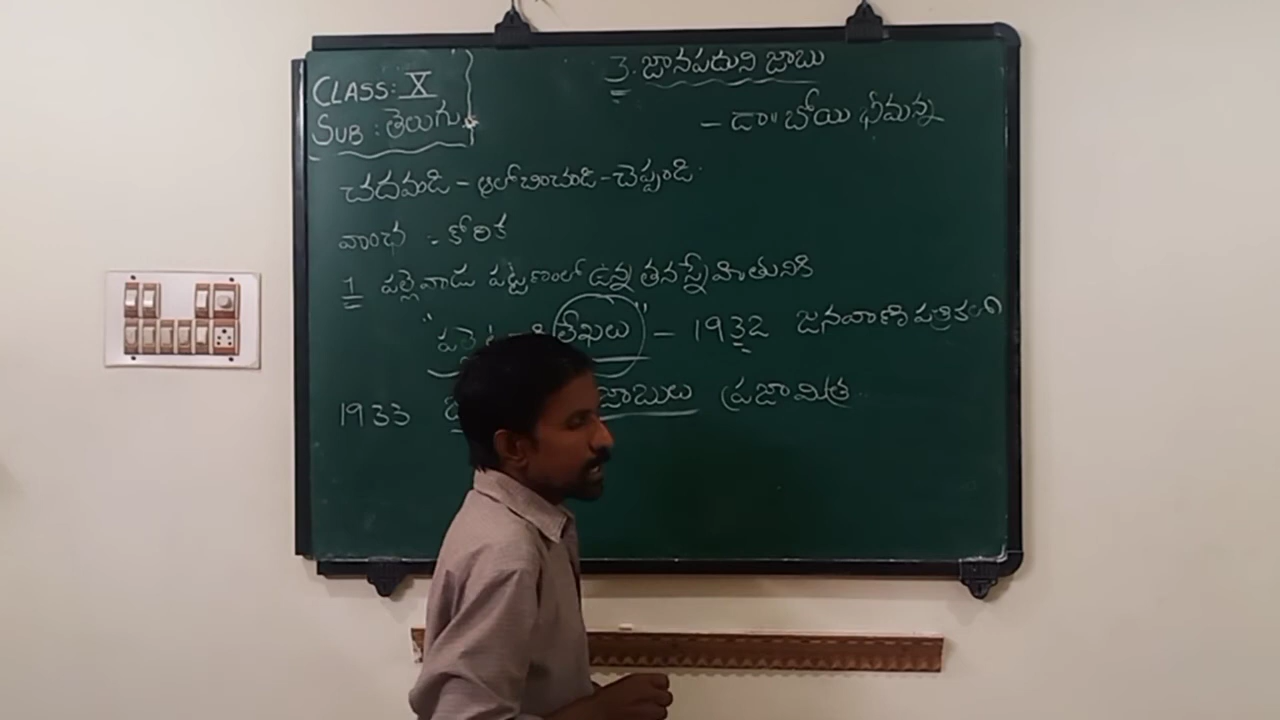 CLASS: X
SUB : తెలుగు
3. జానపదుని జాబు
- డా" బోయి భీమన్న
చదవండి - ఆలోచించండి - చెప్పండి.
వాంఛ - కోరిక
1 పల్లెవాడు పట్టణంలో ఉన్న తన స్నేహితునికి
లేఖలు" - 1932 జనవాణి పత్రికలో
1933 జాబులు ప్రజామిత్ర